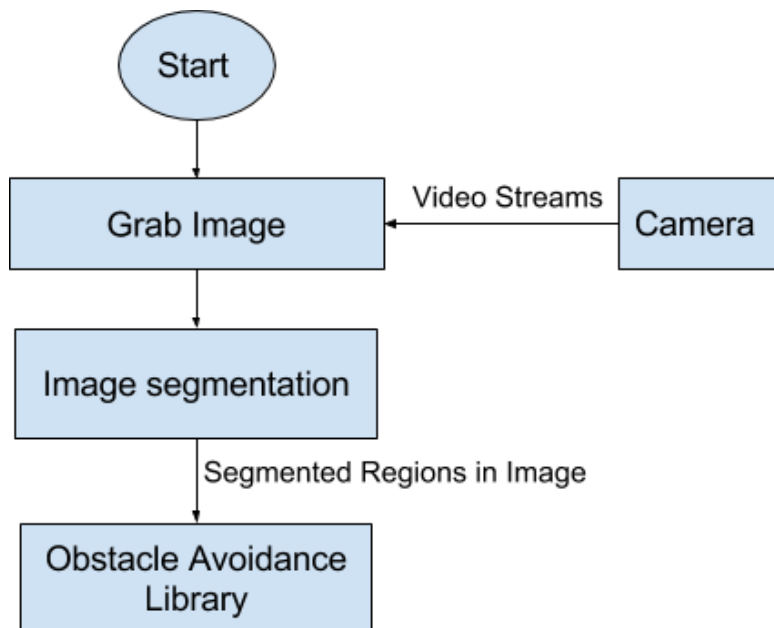 Start
Video Streams
Grab Image
Camera
Image segmentation
Segmented Regions in Image
Obstacle Avoidance
Library